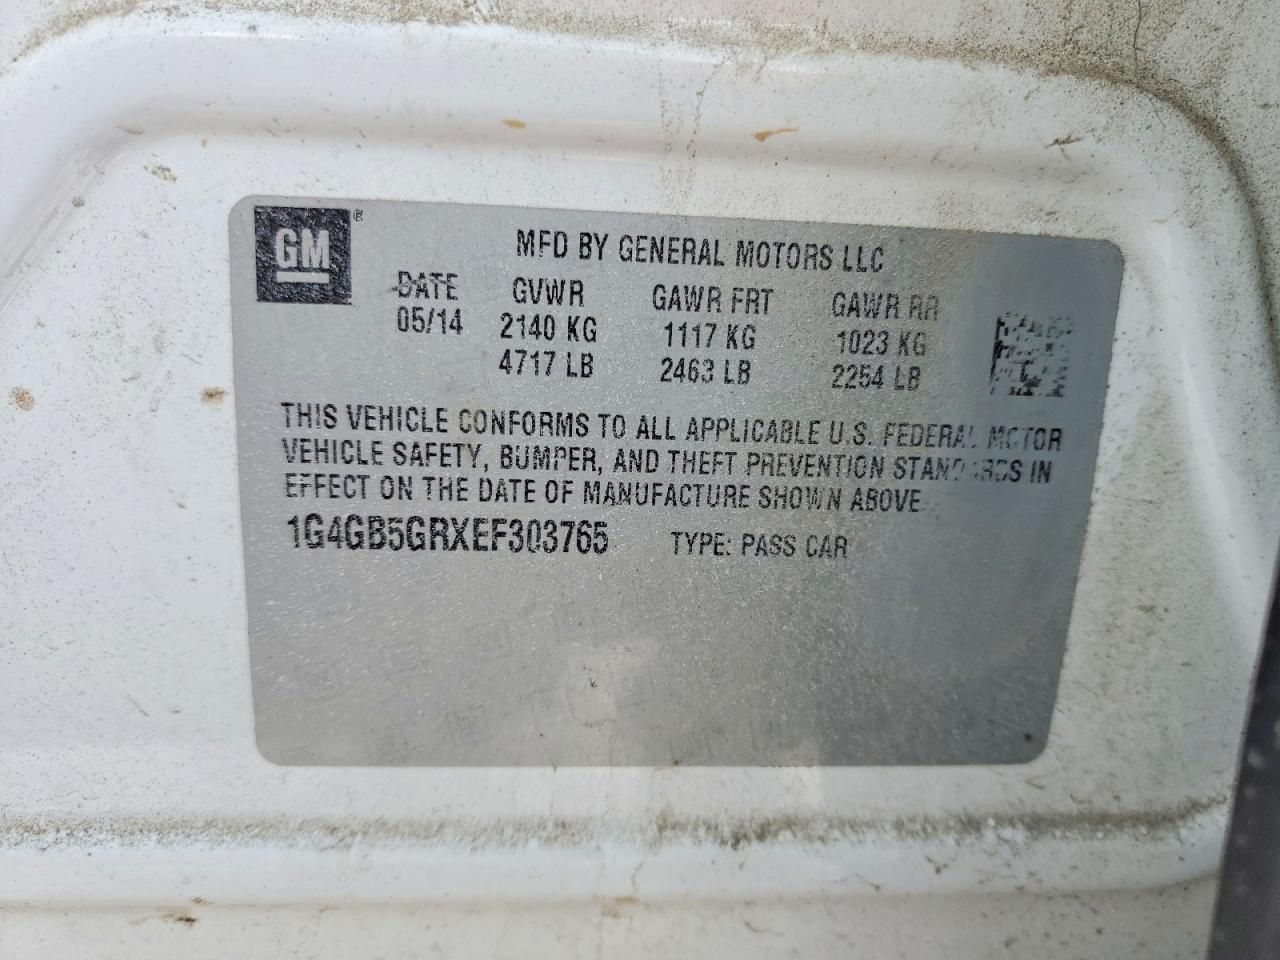 GM®
MFD BY GENERAL MOTORS LLC
DATE GVWR GAWR FRT GAWR RR
05/14 2140 KG 1117 KG 1023 KG
4717 LB 2463 LB 2254 LB
THIS VEHICLE CONFORMS TO ALL APPLICABLE U.S. FEDERAL MOTOR
VEHICLE SAFETY, BUMPER, AND THEFT PREVENTION STANDARDS IN
EFFECT ON THE DATE OF MANUFACTURE SHOWN ABOVE.
1G4GB5GRXEF303765 TYPE: PASS CAR